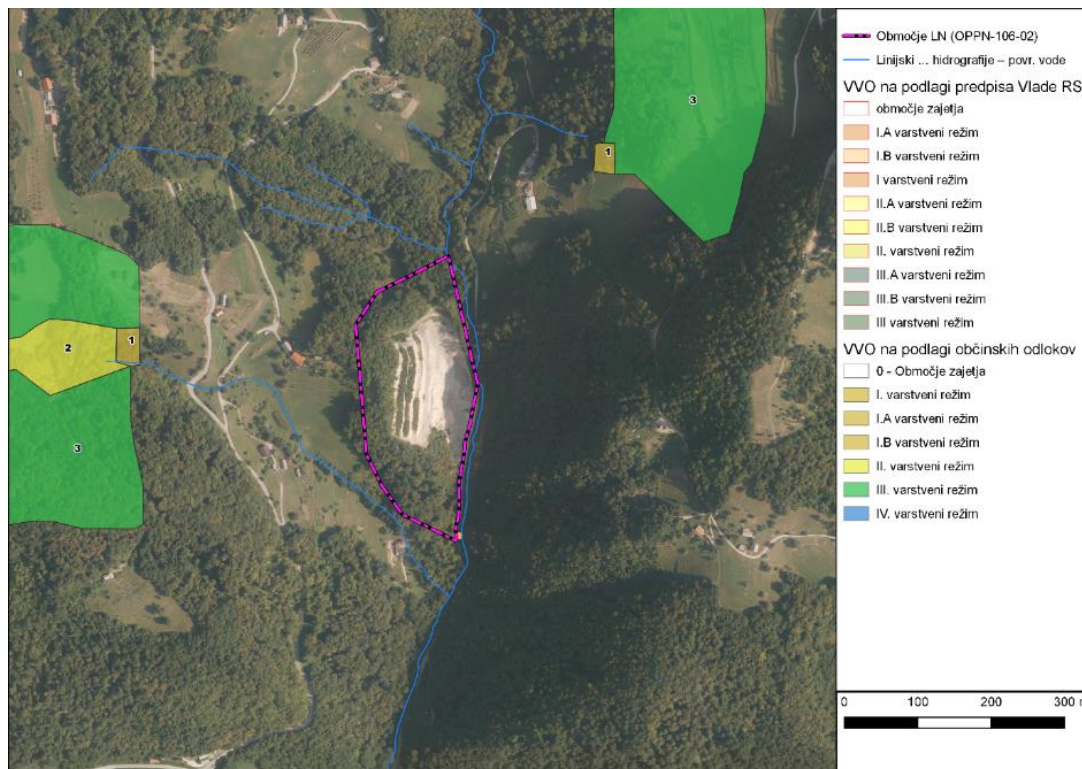 Območje LN (OPPN-106-02)
Linijski ... hidrografije – povr. vode
VVO na podlagi predpisa Vlade RS
območje zajetja
I.A varstveni režim
I.B varstveni režim
I varstveni režim
II.A varstveni režim
II.B varstveni režim
II. varstveni režim
III.A varstveni režim
III.B varstveni režim
III varstveni režim
VVO na podlagi občinskih odlokov
0 - Območje zajetja
I. varstveni režim
I.A varstveni režim
I.B varstveni režim
II. varstveni režim
III. varstveni režim
IV. varstveni režim
0 100 200 300 m
3
1
2
1
3